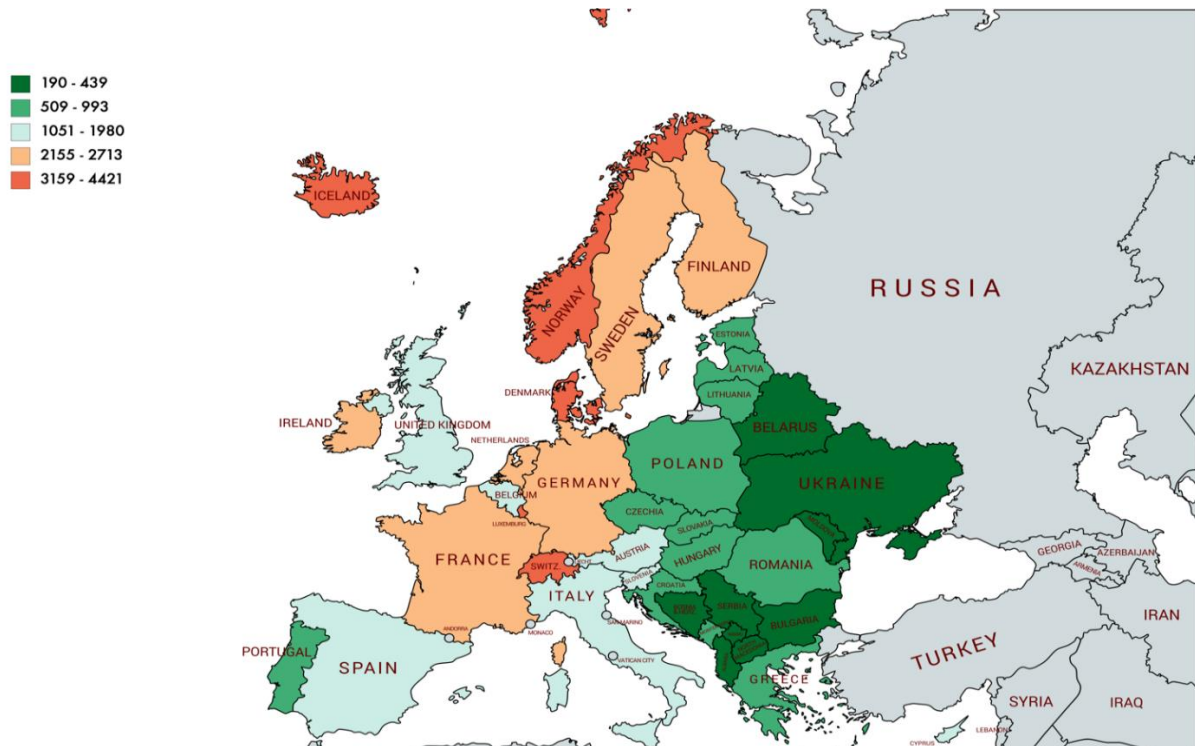 190 - 439
509 - 993
1051 - 1980
2155 - 2713
3159 - 4421
ICELAND
NORWAY
SWEDEN
FINLAND
RUSSIA
ESTONIA
LATVIA
LITHUANIA
DENMARK
KAZAKHSTAN
IRELAND
UNITED KINGDOM
NETHERLANDS
BELARUS
POLAND
GERMANY
UKRAINE
BELGIUM
LUXEMBURG
CZECHIA
SLOVAKIA
MOLDOVA
FRANCE
SWITZ.
AUSTRIA
HUNGARY
ROMANIA
SLOVENIA
CROATIA
ITALY
SERBIA
BULGARIA
GEORGIA
AZERBAIJAN
ARMENIA
ANDORRA
MONACO
SAN MARINO
VATICAN CITY
PORTUGAL
SPAIN
GREECE
TURKEY
IRAN
SYRIA
IRAQ
LEBANON
CYPRUS